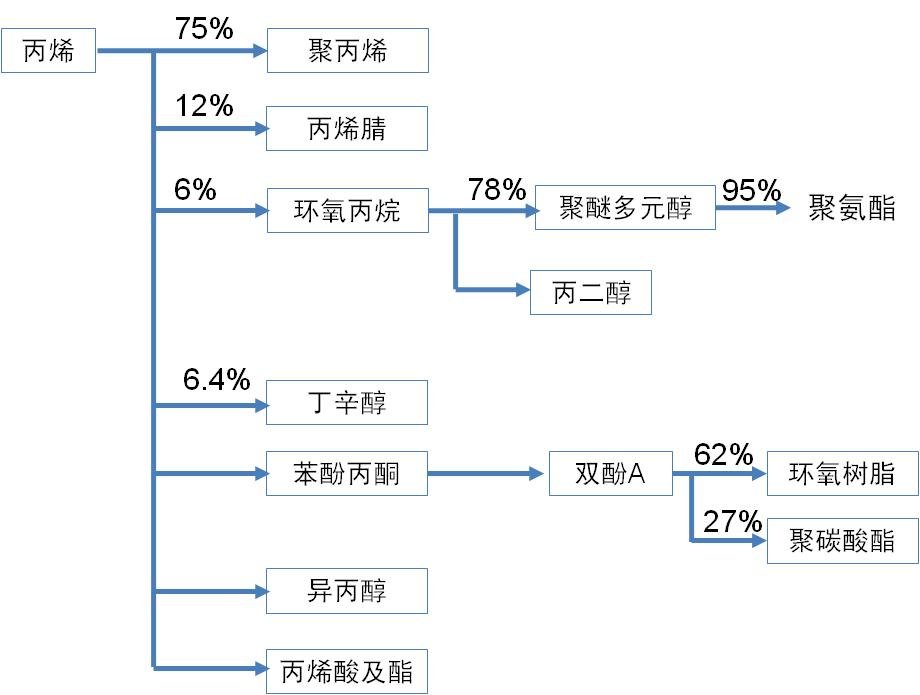 丙烯
75%
聚丙烯
12%
丙烯腈
6%
环氧丙烷
78%
聚醚多元醇
95%
聚氨酯
丙二醇
6.4%
丁辛醇
苯酚丙酮
双酚A
62%
环氧树脂
27%
聚碳酸酯
异丙醇
丙烯酸及酯